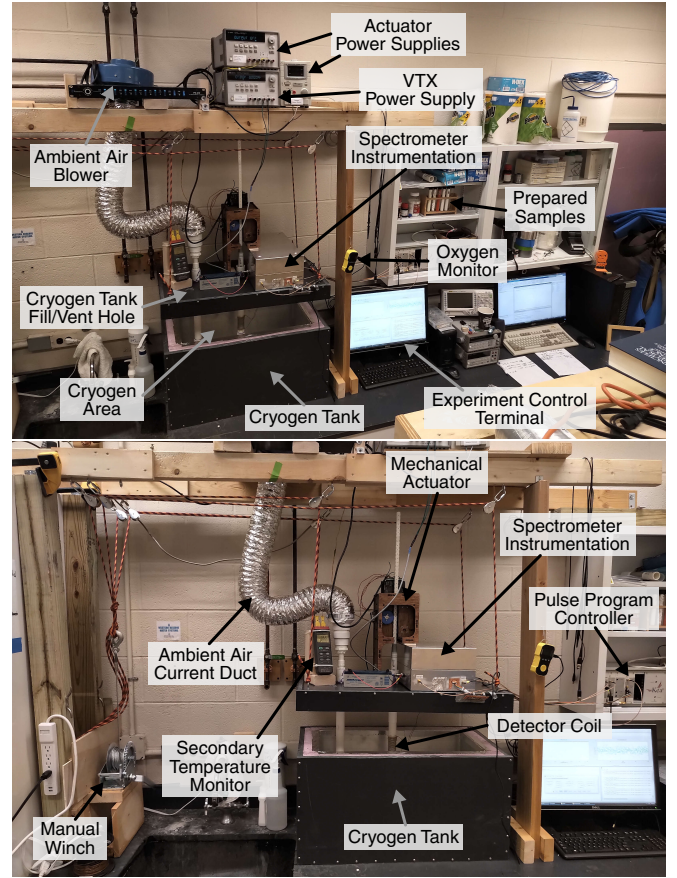 Actuator
Power Supplies
VTX
Power Supply
Ambient Air
Blower
Spectrometer
Instrumentation
Prepared
Samples
Oxygen
Monitor
Cryogen Tank
Fill/Vent Hole
Cryogen
Area
Cryogen Tank
Experiment Control
Terminal
Mechanical
Actuator
Spectrometer
Instrumentation
Pulse Program
Controller
Ambient Air
Current Duct
Detector Coil
Secondary
Temperature
Monitor
Manual
Winch
Cryogen Tank